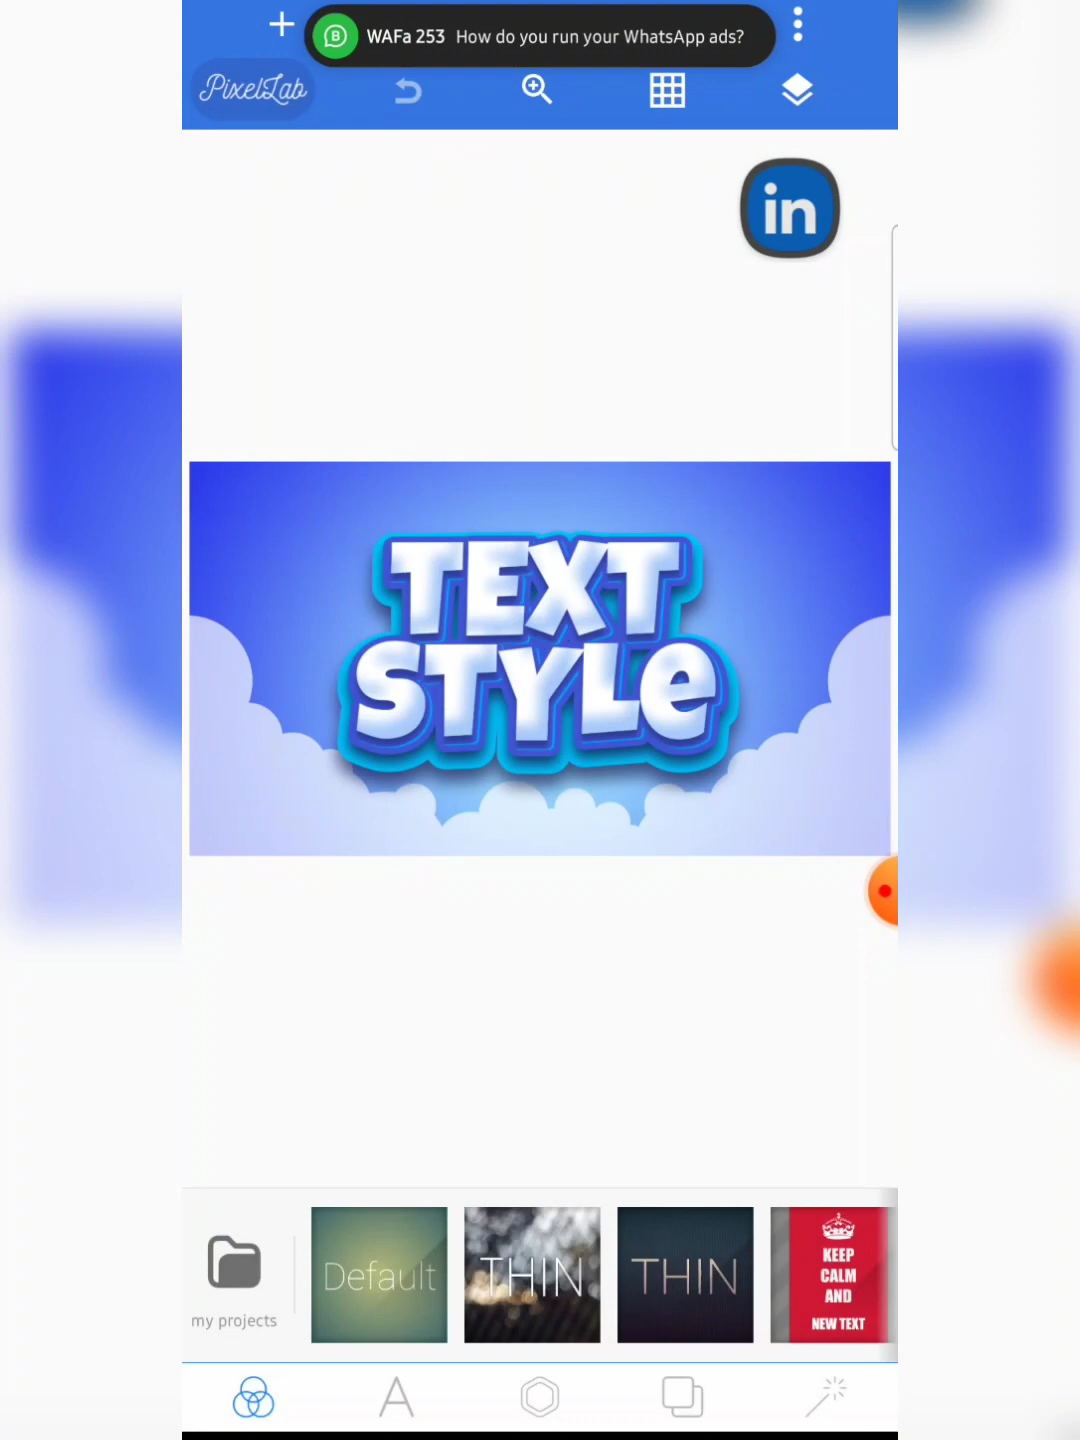 WAFa 253 How do you run your WhatsApp ads?
PixelLab
in
TEXT
STYLe
Default
THIN
THIN
KEEP
CALM
AND
NEW TEXT
my projects
A